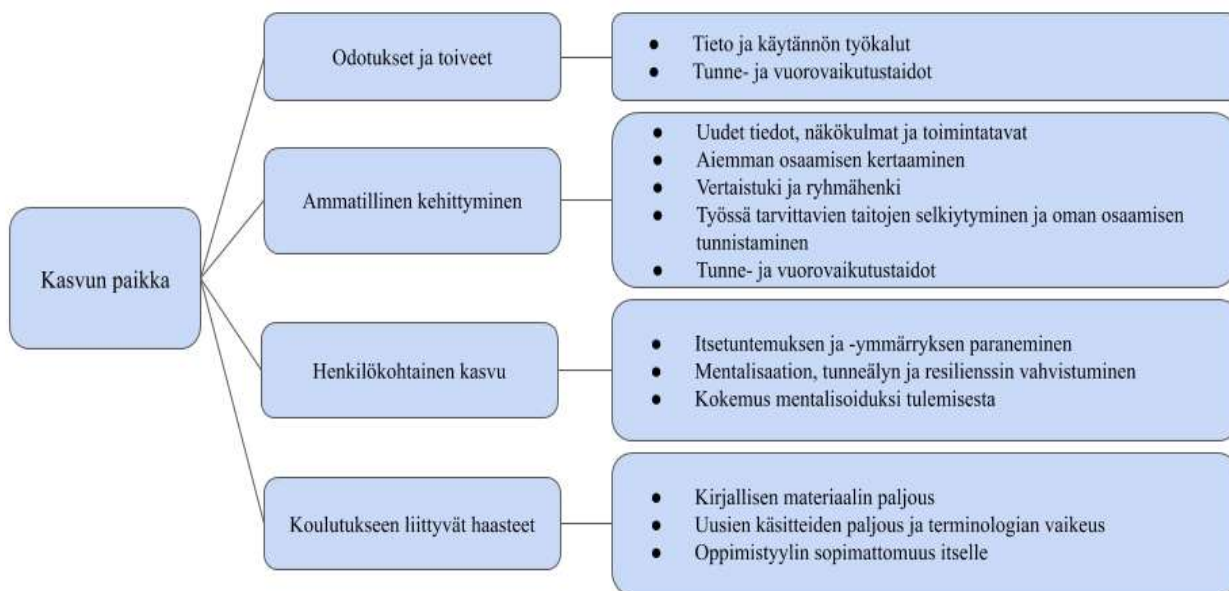 Kasvun paikka
Odotukset ja toiveet
● Tieto ja käytännön työkalut
● Tunne- ja vuorovaikutustaidot
Ammatillinen kehittyminen
● Uudet tiedot, näkökulmat ja toimintatavat
● Aiemman osaamisen kertaaminen
● Vertaistuki ja ryhmähenki
● Työssä tarvittavien taitojen selkiytyminen ja oman osaamisen
tunnistaminen
● Tunne- ja vuorovaikutustaidot
Henkilökohtainen kasvu
● Itsetuntemuksen ja -ymmärryksen paraneminen
● Mentalisaation, tunneälyn ja resilienssin vahvistuminen
● Kokemus mentalisoiduksi tulemisesta
Koulutukseen liittyvät haasteet
● Kirjallisen materiaalin paljous
● Uusien käsitteiden paljous ja terminologian vaikeus
● Oppimistyylin sopimattomuus itselle